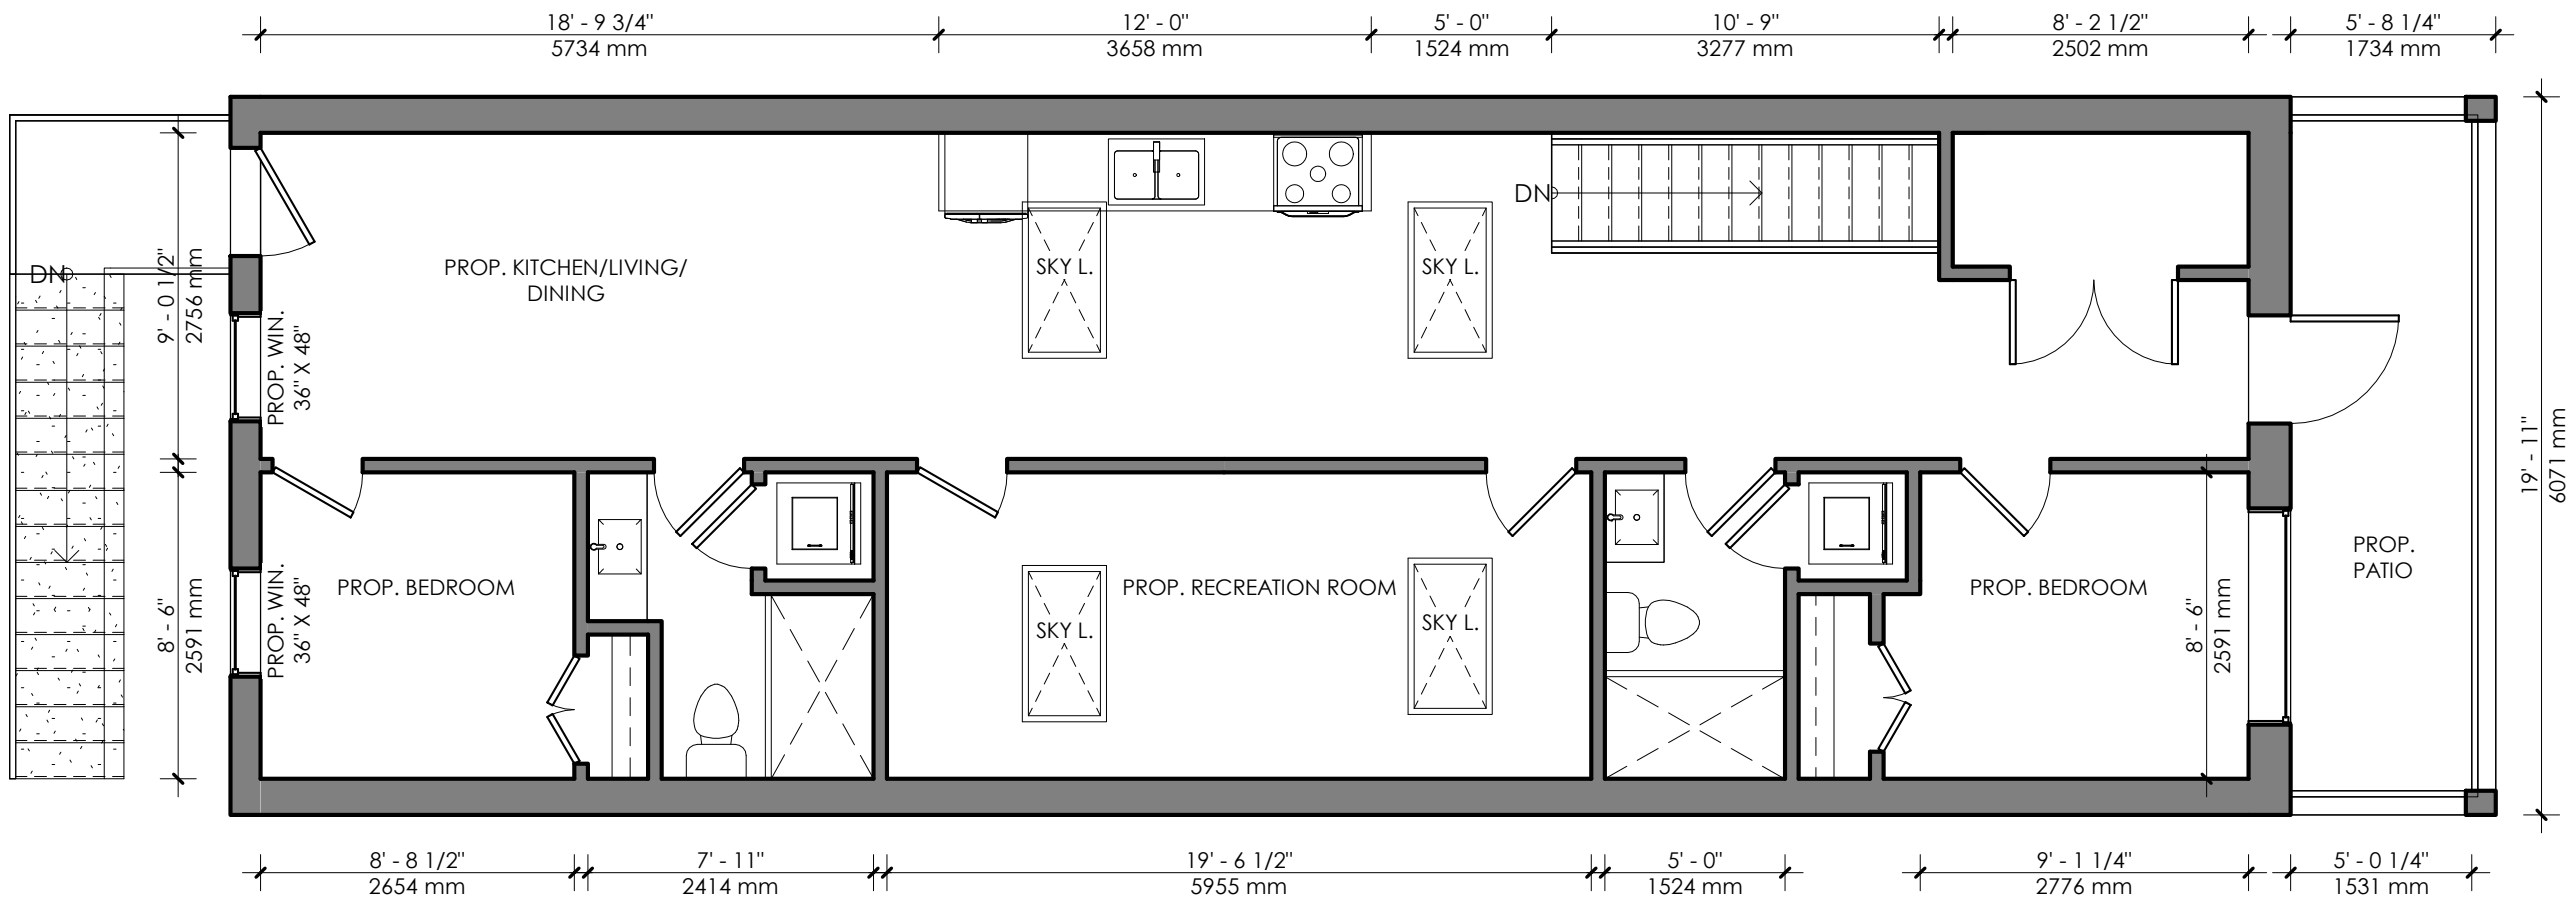 18' - 9 3/4"
5734 mm
12' - 0"
3658 mm
5' - 0"
1524 mm
10' - 9"
3277 mm
8' - 2 1/2"
2502 mm
5' - 8 1/4"
1734 mm
DN
DN
9' - 0 1/2"
2756 mm
PROP. KITCHEN/LIVING/
DINING
SKY L.
SKY L.
PROP. WIN.
36" X 48"
19' - 11"
6071 mm
8' - 6"
2591 mm
PROP. WIN.
36" X 48"
PROP. BEDROOM
PROP. RECREATION ROOM
SKY L.
SKY L.
PROP. BEDROOM
8' - 6"
2591 mm
PROP.
PATIO
8' - 8 1/2"
2654 mm
7' - 11"
2414 mm
19' - 6 1/2"
5955 mm
5' - 0"
1524 mm
9' - 1 1/4"
2776 mm
5' - 0 1/4"
1531 mm